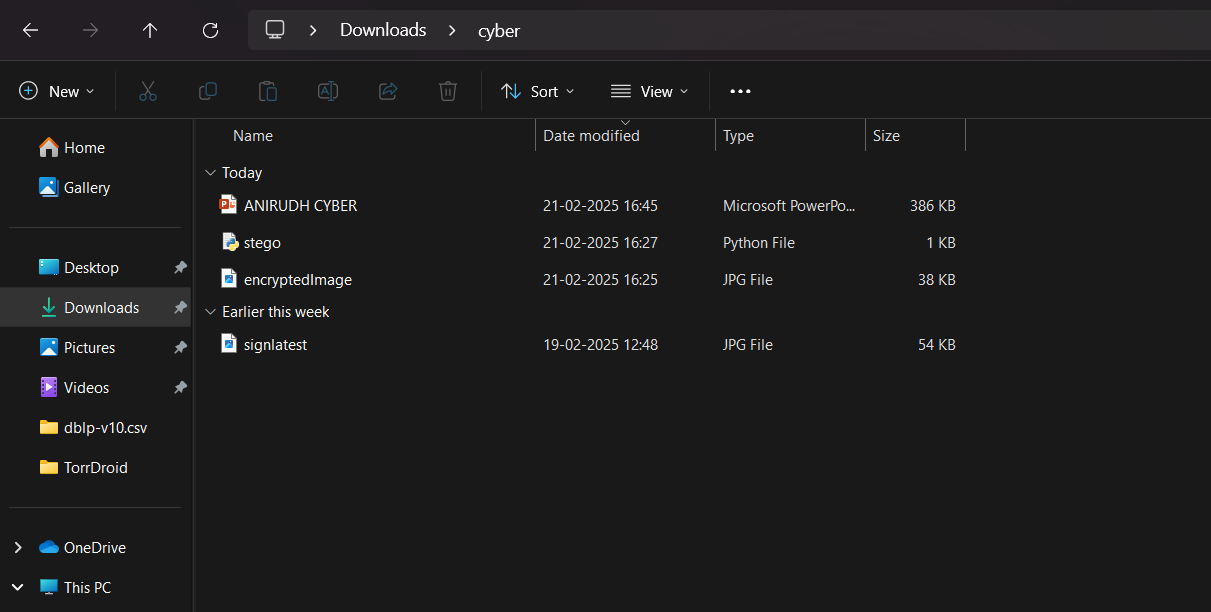 Downloads cyber
New Sort View
Name Date modified Type Size
Home
Gallery
Desktop
Downloads
Pictures
Videos
dblp-v10.csv
TorrDroid
OneDrive
This PC
Today
ANIRUDH CYBER 21-02-2025 16:45 Microsoft PowerPo... 386 KB
stego 21-02-2025 16:27 Python File 1 KB
encryptedImage 21-02-2025 16:25 JPG File 38 KB
Earlier this week
signlatest 19-02-2025 12:48 JPG File 54 KB